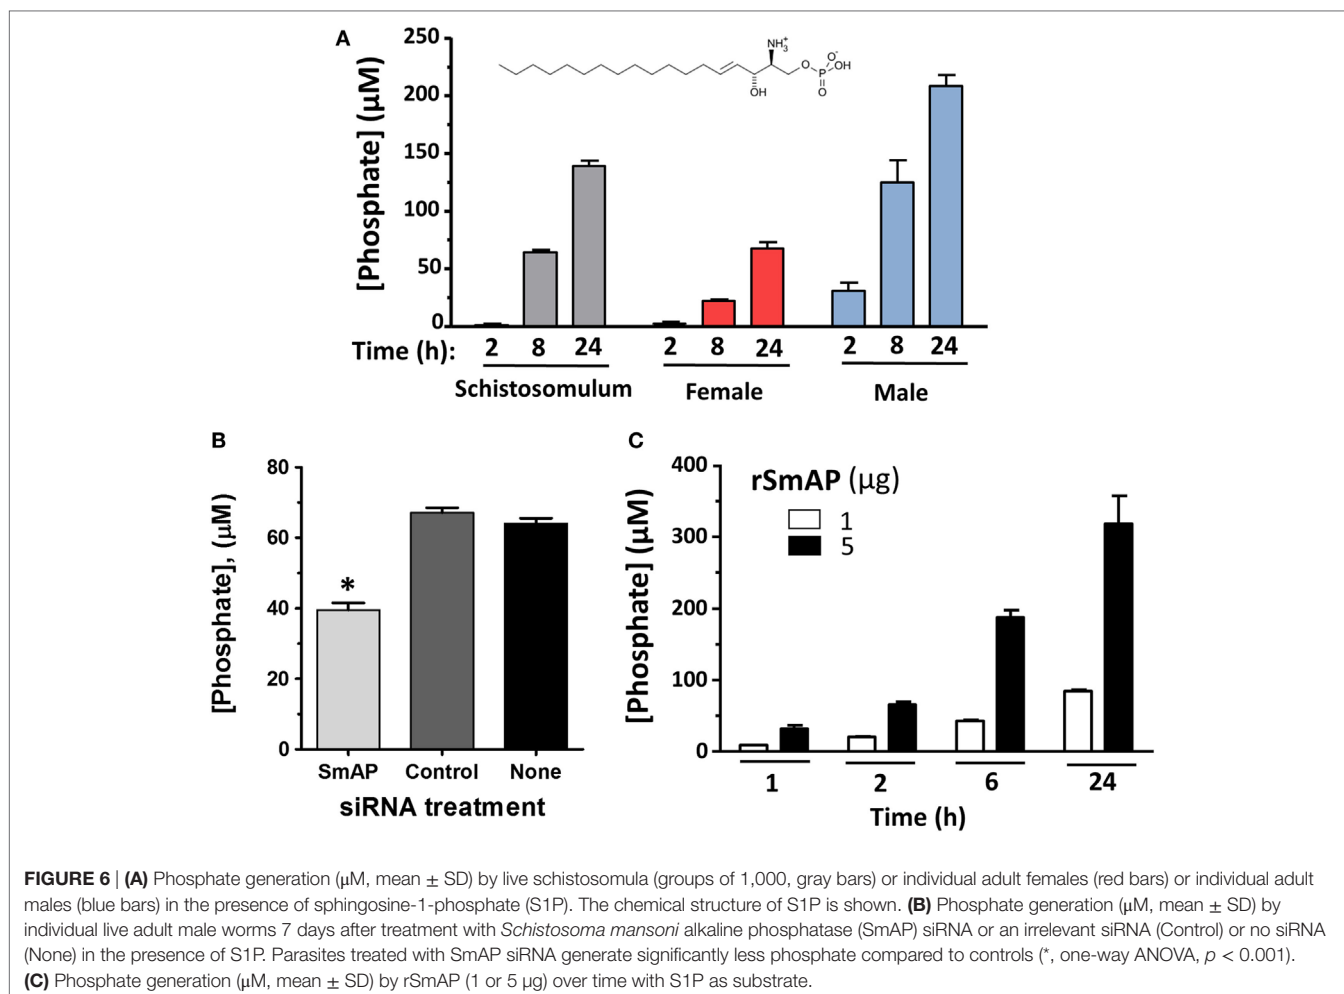 A
[Phosphate] (µM)
250
200
150
100
50
0
NH3+
OH
O
P
O-
OH
O
Time (h): 2 8 24 2 8 24 2 8 24
Schistosomulum Female Male
B
[Phosphate], (µM)
80
60
40
20
0
*
SmAP Control None
siRNA treatment
C
[Phosphate] (µM)
400
300
200
100
0
rSmAP (µg)
1
5
1 2 6 24
Time (h)
FIGURE 6 | (A) Phosphate generation (µM, mean ± SD) by live schistosomula (groups of 1,000, gray bars) or individual adult females (red bars) or individual adult
males (blue bars) in the presence of sphingosine-1-phosphate (S1P). The chemical structure of S1P is shown. (B) Phosphate generation (µM, mean ± SD) by
individual live adult male worms 7 days after treatment with Schistosoma mansoni alkaline phosphatase (SmAP) siRNA or an irrelevant siRNA (Control) or no siRNA
(None) in the presence of S1P. Parasites treated with SmAP siRNA generate significantly less phosphate compared to controls (*, one-way ANOVA, p < 0.001).
(C) Phosphate generation (µM, mean ± SD) by rSmAP (1 or 5 µg) over time with S1P as substrate.